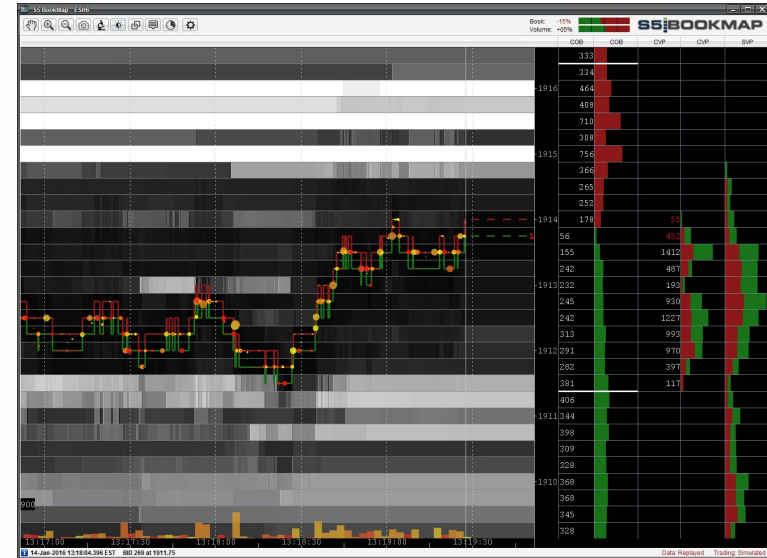 S5 BookMap - ESH6
Book: -15%
Volume: +05%
S5 BOOKMAP
COB COB CVP CVP SVP
333
334
1916 464
408
710
308
1915 756
366
265
252
1914 178 55
56 452
155 1412
242 487
1913 232 193
245 930
242 1227
313 993
1912 291 970
282 397
381 117
406
1911 344
398
309
328
1910 368
368
900 345
328
13:17:00 13:17:30 13:18:00 13:18:30 13:19:00 13:19:30
14-Jan-2016 13:18:04.396 EST BID 269 at 1911.75 Data: Replayed Trading: Simulated